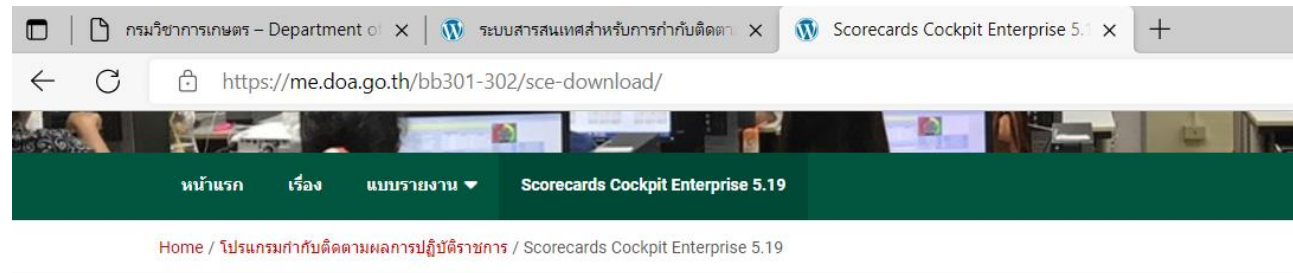 กรมวิชาการเกษตร – Department of
ระบบสารสนเทศสำหรับการกำกับติดตา
Scorecards Cockpit Enterprise 5.1
https://me.doa.go.th/bb301-302/sce-download/
หน้าแรก เรื่อง แบบรายงาน Scorecards Cockpit Enterprise 5.19
Home / โปรแกรมกำกับติดตามผลการปฏิบัติราชการ / Scorecards Cockpit Enterprise 5.19